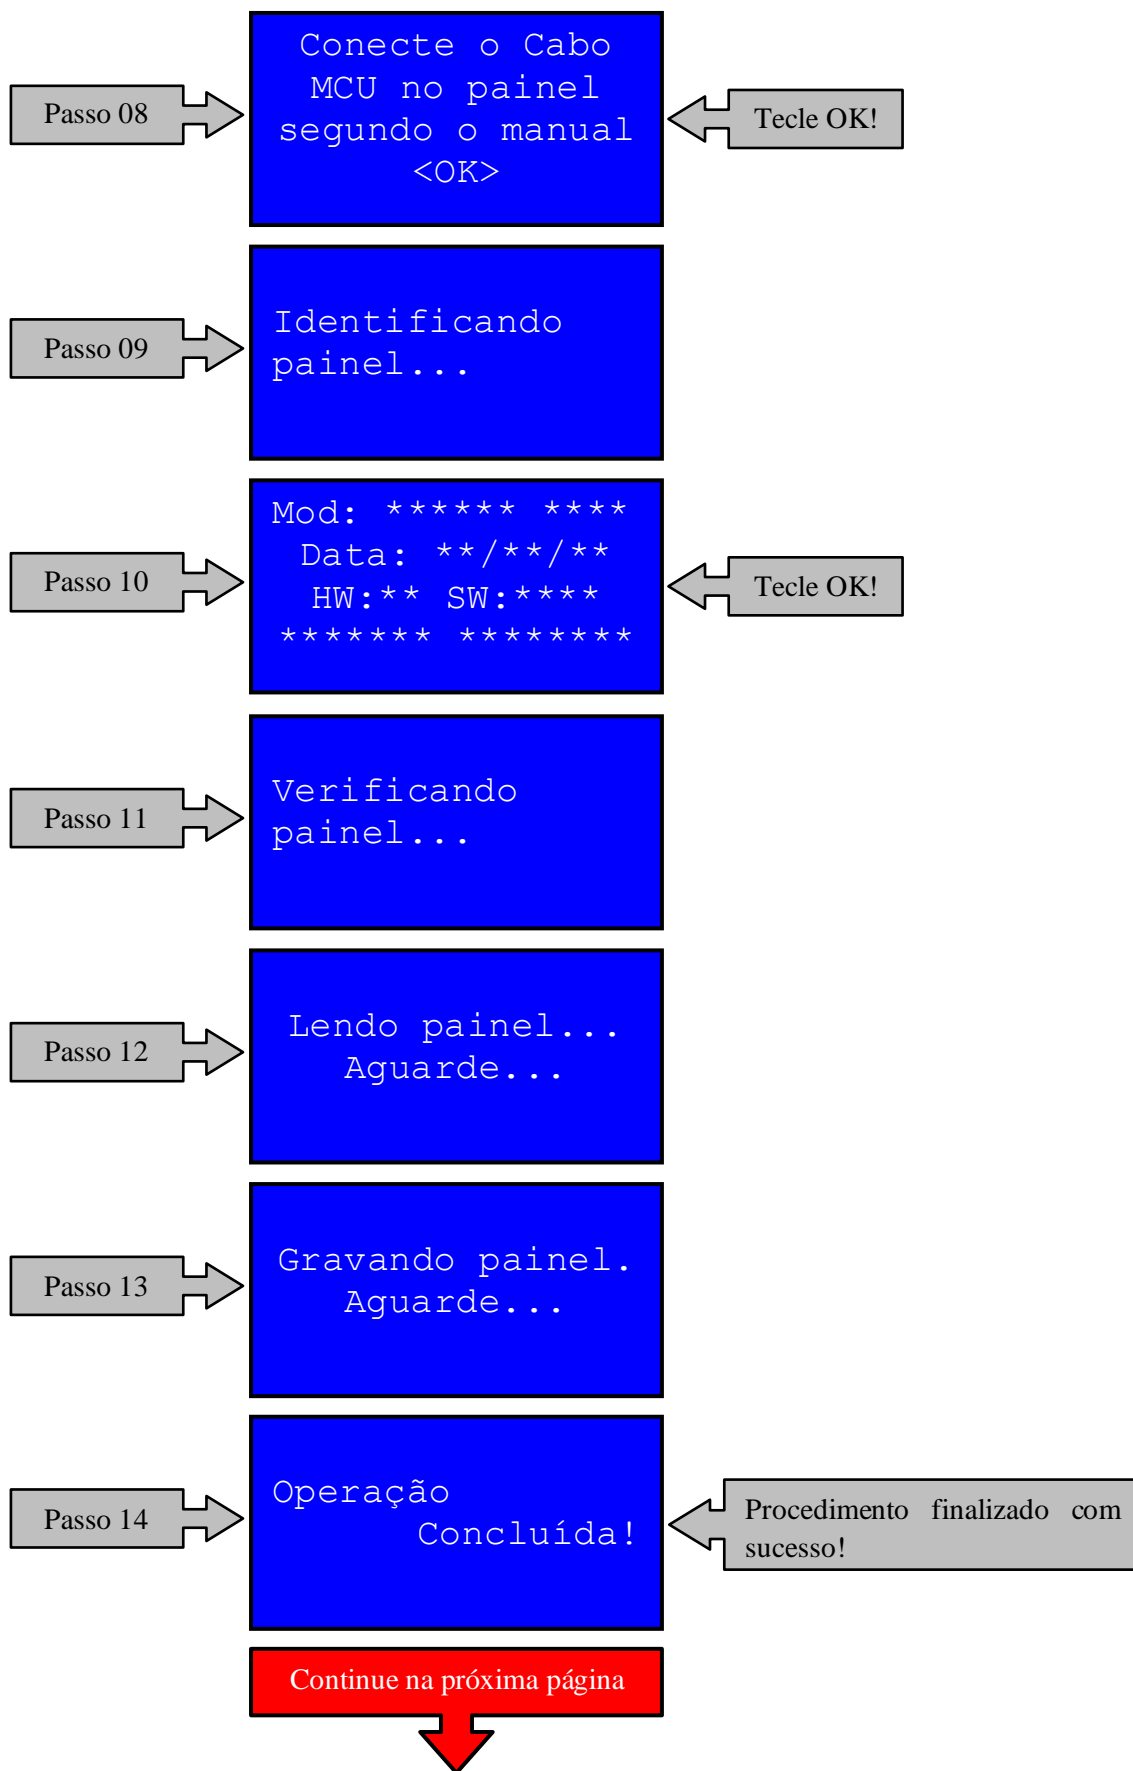 Passo 08
Conecte o Cabo
MCU no painel
segundo o manual
<OK>
Tecle OK!
Passo 09
Identificando
painel...
Passo 10
Mod: ****** ****
Data: **/**/**
HW:** SW:****
******* ********
Tecle OK!
Passo 11
Verificando
painel...
Passo 12
Lendo painel...
Aguarde...
Passo 13
Gravando painel.
Aguarde...
Passo 14
Operação
Concluída!
Procedimento finalizado com
sucesso!
Continue na próxima página